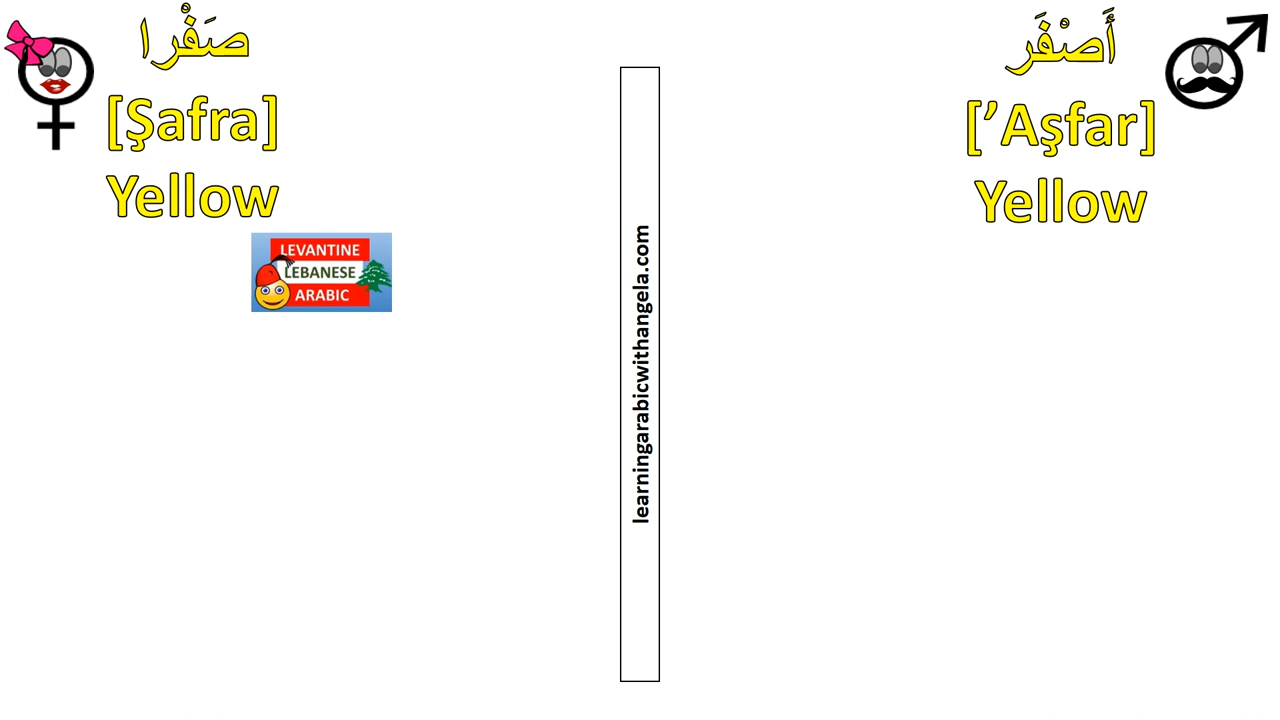 صَفْرا
[Şafra]
Yellow
LEVANTINE
LEBANESE
ARABIC
learningarabicwithangela.com
أَصْفَر
[’Aşfar]
Yellow